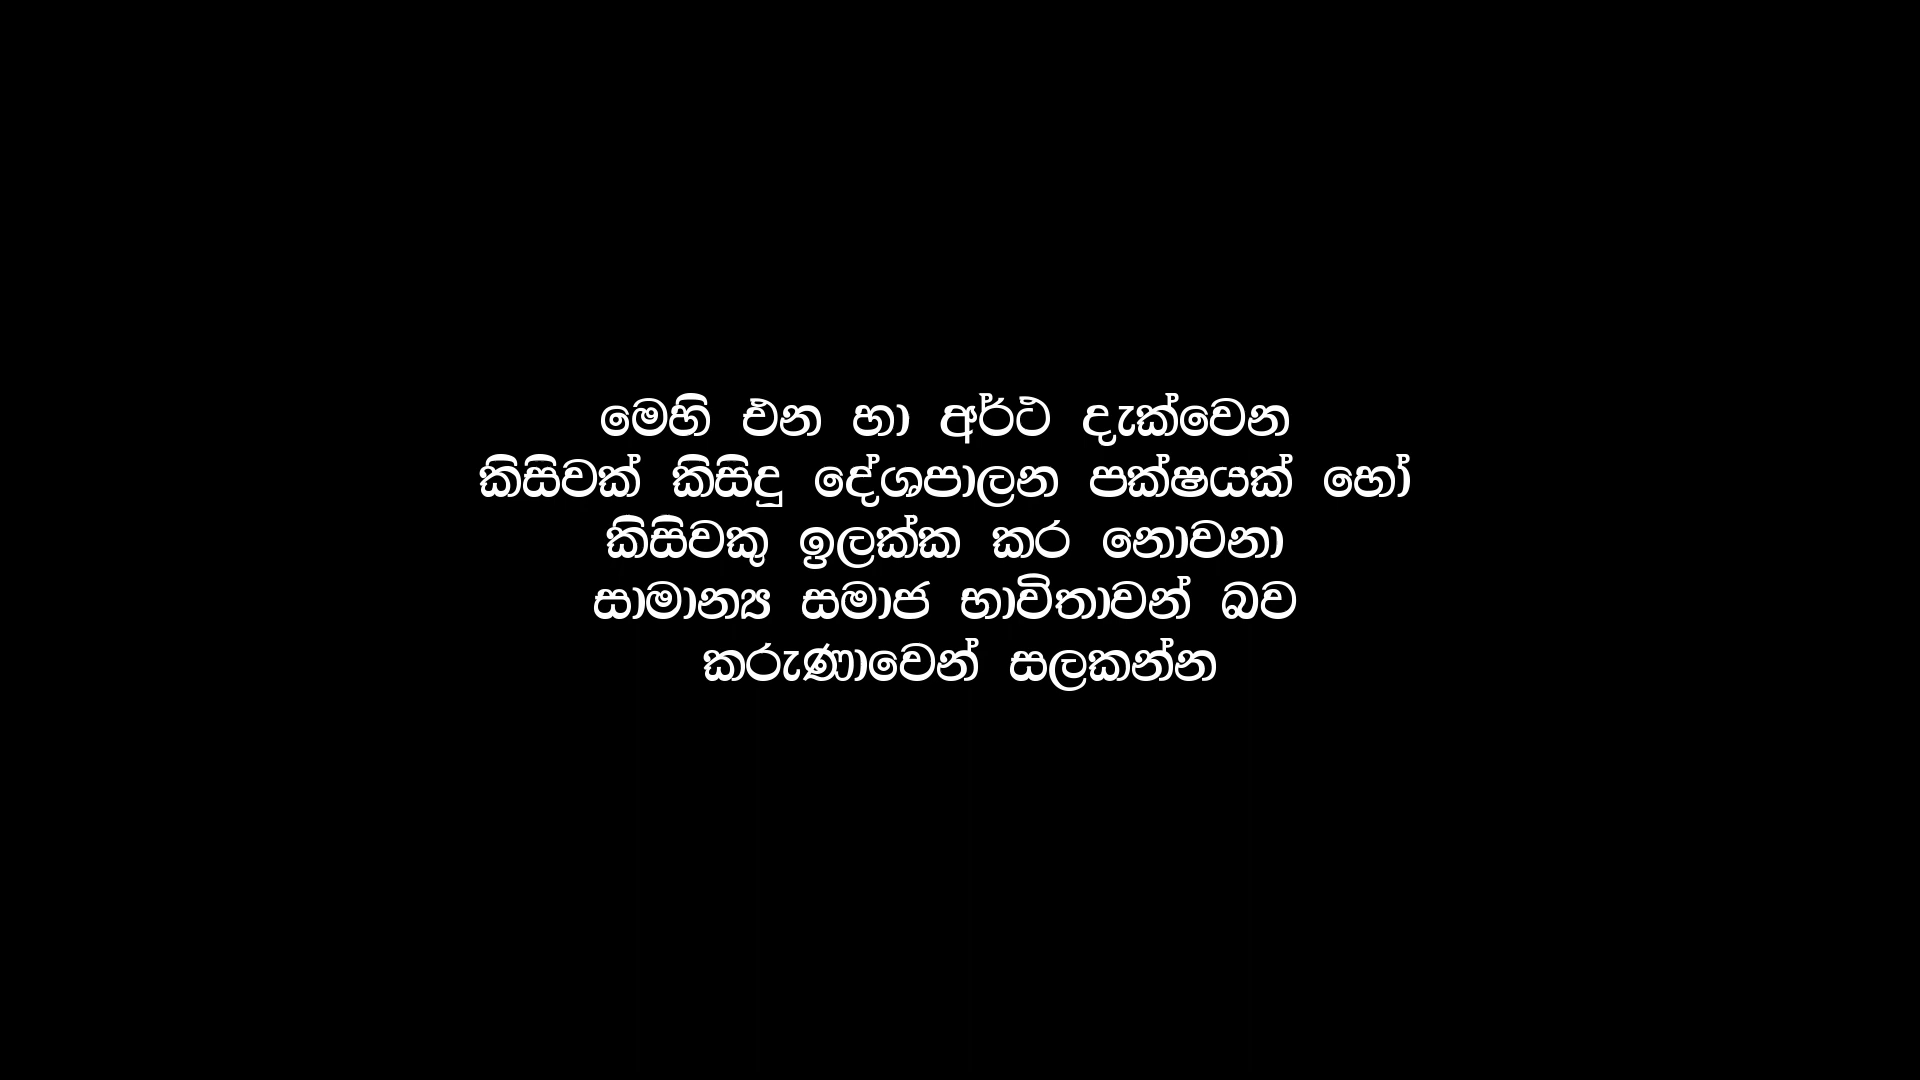 මෙහි එන හා අර්ථ දැක්වෙන
කිසිවක් කිසිදු දේශපාලන පක්ෂයක් හෝ
කිසිවකු ඉලක්ක කර නොවනා
සාමාන්‍ය සමාජ භාවිතාවන් බව
කරුණාවෙන් සලකන්න